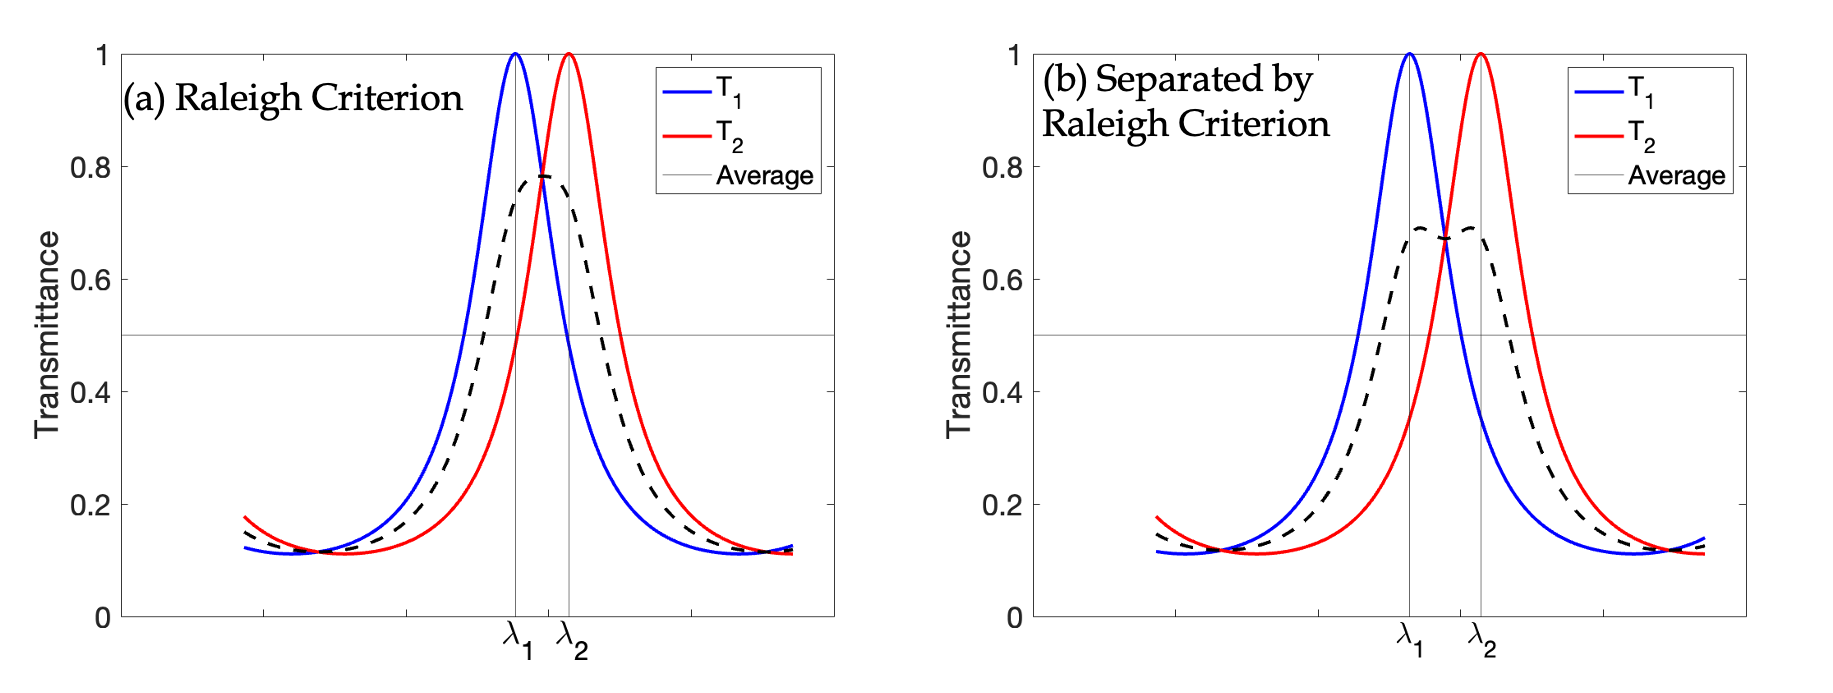 (a) Raleigh Criterion
T1
T2
Average
Transmittance
1
0.8
0.6
0.4
0.2
0
λ1
λ2
(b) Separated by
Raleigh Criterion
T1
T2
Average
Transmittance
1
0.8
0.6
0.4
0.2
0
λ1
λ2